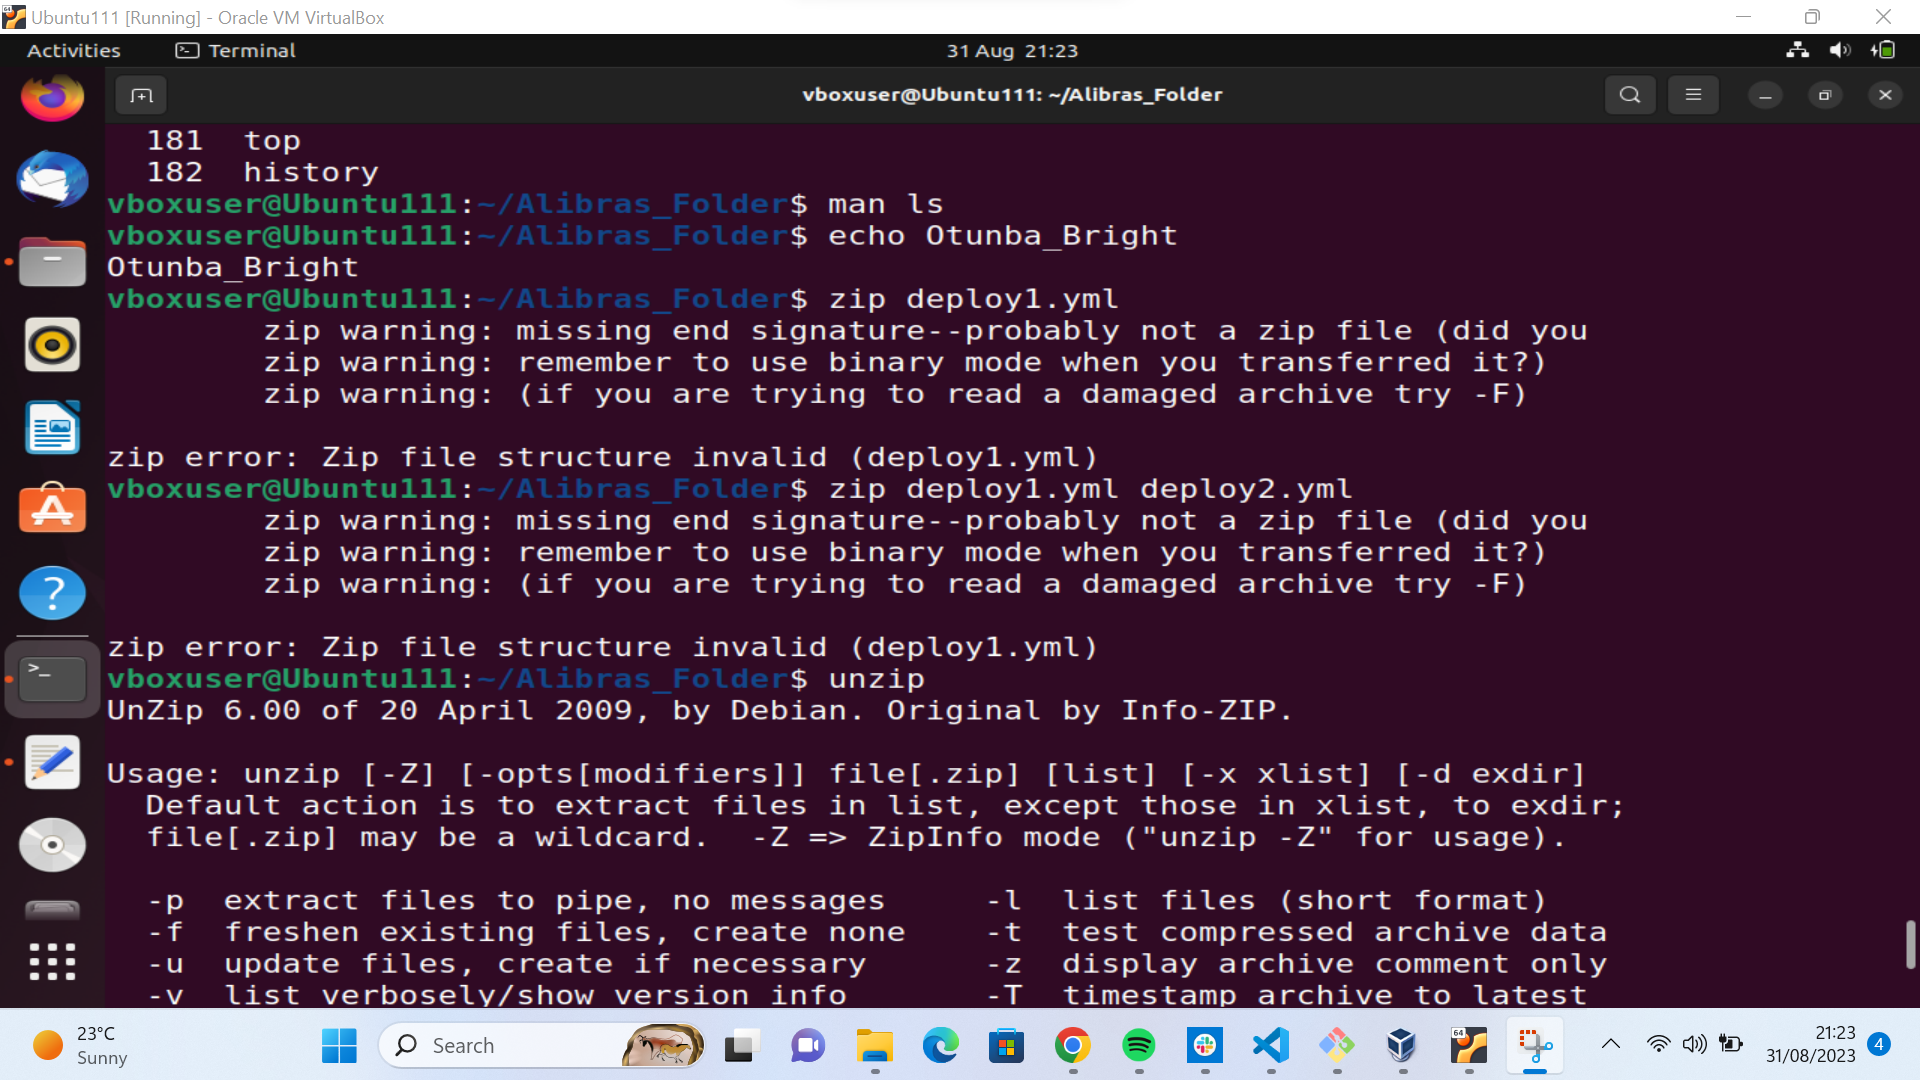 Ubuntu111 [Running] - Oracle VM VirtualBox
Activities Terminal 31 Aug 21:23
vboxuser@Ubuntu111: ~/Alibras_Folder
181 top
182 history
vboxuser@Ubuntu111:~/Alibras_Folder$ man ls
vboxuser@Ubuntu111:~/Alibras_Folder$ echo Otunba_Bright
Otunba_Bright
vboxuser@Ubuntu111:~/Alibras_Folder$ zip deploy1.yml
zip warning: missing end signature--probably not a zip file (did you
zip warning: remember to use binary mode when you transferred it?)
zip warning: (if you are trying to read a damaged archive try -F)
zip error: Zip file structure invalid (deploy1.yml)
vboxuser@Ubuntu111:~/Alibras_Folder$ zip deploy1.yml deploy2.yml
zip warning: missing end signature--probably not a zip file (did you
zip warning: remember to use binary mode when you transferred it?)
zip warning: (if you are trying to read a damaged archive try -F)
zip error: Zip file structure invalid (deploy1.yml)
vboxuser@Ubuntu111:~/Alibras_Folder$ unzip
UnZip 6.00 of 20 April 2009, by Debian. Original by Info-ZIP.
Usage: unzip [-Z] [-opts[modifiers]] file[.zip] [list] [-x xlist] [-d exdir]
Default action is to extract files in list, except those in xlist, to exdir;
file[.zip] may be a wildcard. -Z => ZipInfo mode ("unzip -Z" for usage).
-p extract files to pipe, no messages -l list files (short format)
-f freshen existing files, create none -t test compressed archive data
-u update files, create if necessary -z display archive comment only
-v list verbosely/show version info -T timestamp archive to latest
23°C
Sunny
Search
64
21:23
31/08/2023
4